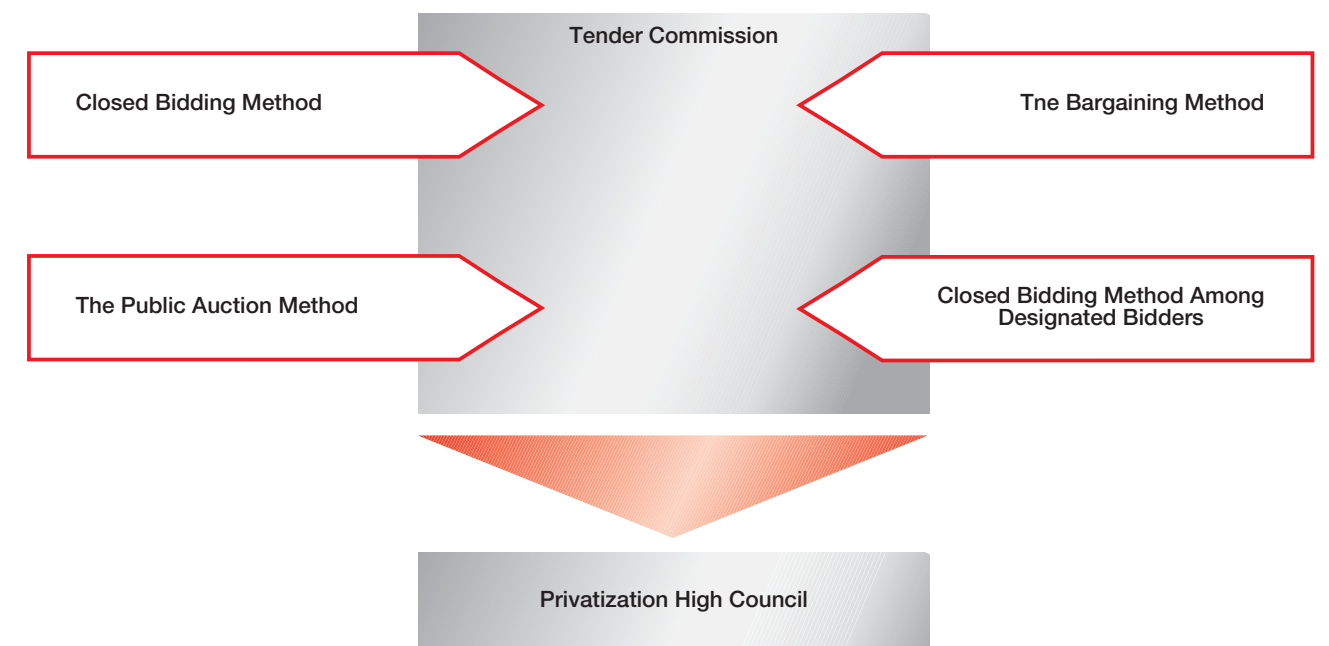 Tender Commission
Closed Bidding Method
Tne Bargaining Method
The Public Auction Method
Closed Bidding Method Among
Designated Bidders
Privatization High Council